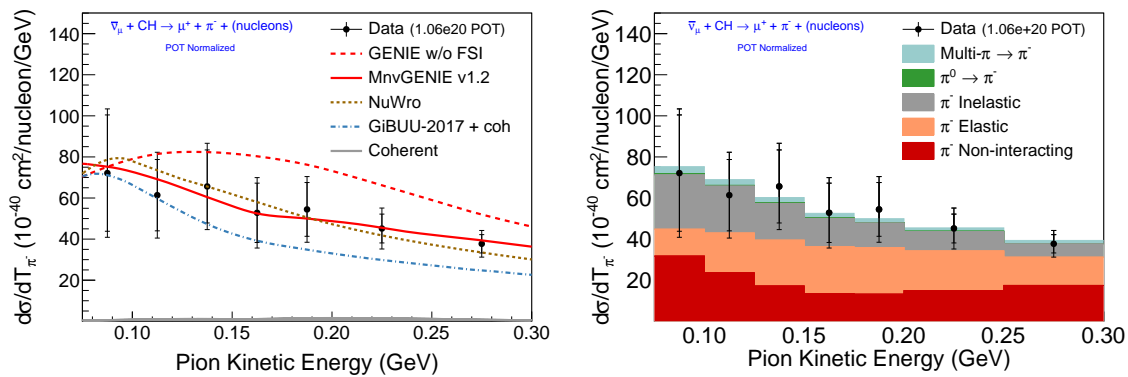 ν̄μ + CH → μ⁺ + π⁻ + (nucleons)
POT Normalized
Data (1.06e20 POT)
GENIE w/o FSI
MnvGENIE v1.2
NuWro
GiBUU-2017 + coh
Coherent
dσ/dTπ⁻ (10⁻⁴⁰ cm²/nucleon/GeV)
140
120
100
80
60
40
20
0.10 0.15 0.20 0.25 0.30
Pion Kinetic Energy (GeV)
ν̄μ + CH → μ⁺ + π⁻ + (nucleons)
POT Normalized
Data (1.06e+20 POT)
Multi-π → π⁻
π⁰ → π⁻
π⁻ Inelastic
π⁻ Elastic
π⁻ Non-interacting
dσ/dTπ⁻ (10⁻⁴⁰ cm²/nucleon/GeV)
140
120
100
80
60
40
20
0.10 0.15 0.20 0.25 0.30
Pion Kinetic Energy (GeV)